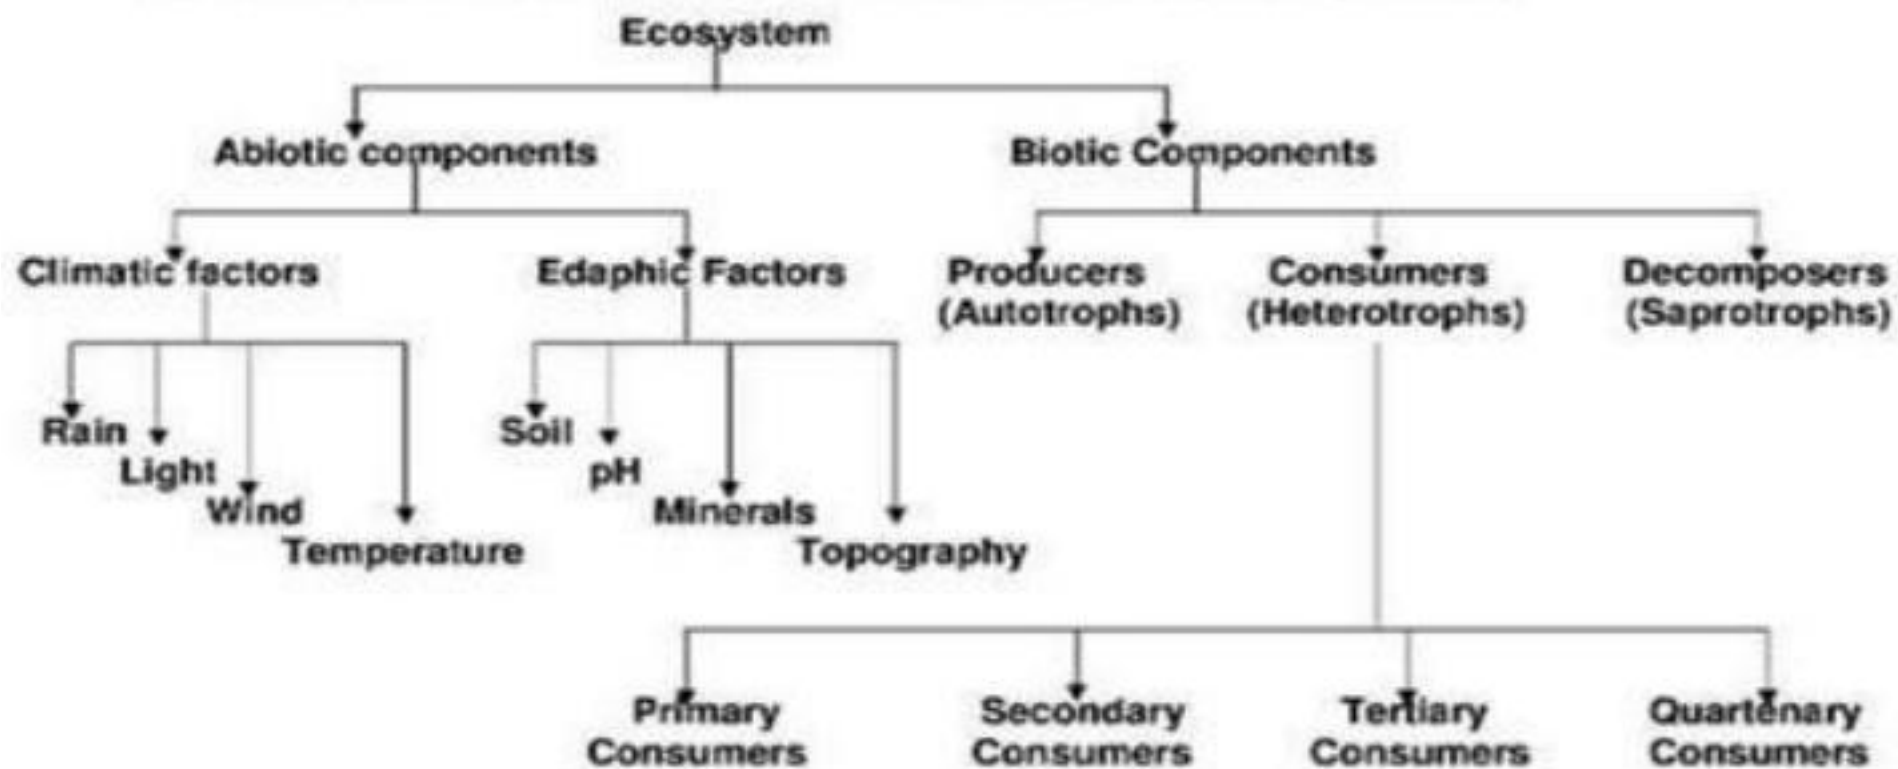 Ecosystem
Abiotic components
Biotic Components
Climatic factors
Edaphic Factors
Producers
(Autotrophs)
Consumers
(Heterotrophs)
Decomposers
(Saprotrophs)
Rain
Light
Wind
Temperature
Soil
pH
Minerals
Topography
Primary
Consumers
Secondary
Consumers
Tertiary
Consumers
Quartenary
Consumers